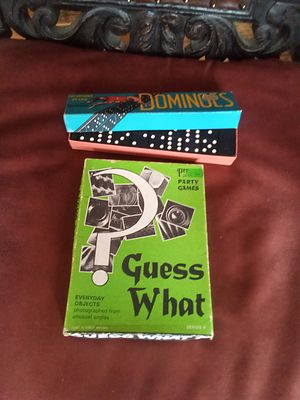 DOMINOES
PARTY
GAMES
Guess
What
EVERYDAY
OBJECTS
photographed from
unusual angles